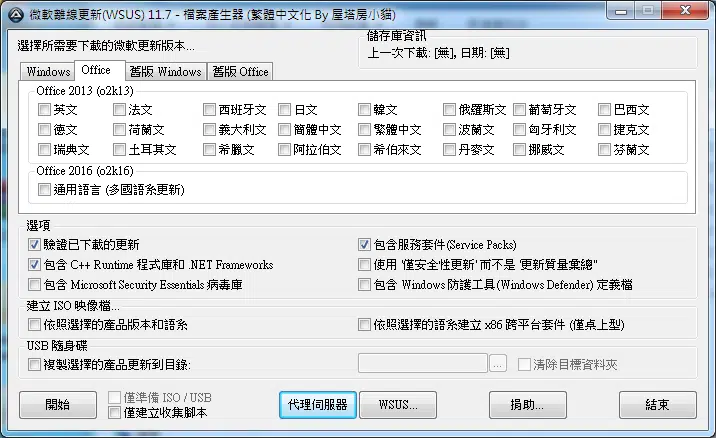 微軟離線更新(WSUS) 11.7 - 檔案產生器 (繁體中文化 By 屋塔房小貓)
選擇所需要下載的微軟更新版本...
儲存庫資訊
上一次下載: [無], 日期: [無]
Windows Office 舊版 Windows 舊版 Office
Office 2013 (o2k13)
英文 法文 西班牙文 日文 韓文 俄羅斯文 葡萄牙文 巴西文
德文 荷蘭文 義大利文 簡體中文 繁體中文 波蘭文 匈牙利文 捷克文
瑞典文 土耳其文 希臘文 阿拉伯文 希伯來文 丹麥文 挪威文 芬蘭文
Office 2016 (o2k16)
通用語言 (多國語系更新)
選項
驗證已下載的更新 包含服務套件(Service Packs)
包含 C++ Runtime 程式庫和 .NET Frameworks 使用 '僅安全性更新' 而不是 '更新質量彙總"
包含 Microsoft Security Essentials 病毒庫 包含 Windows 防護工具(Windows Defender) 定義檔
建立 ISO 映像檔...
依照選擇的產品版本和語系 依照選擇的語系建立 x86 跨平台套件 (僅桌上型)
USB 隨身碟
複製選擇的產品更新到目錄: ... 清除目標資料夾
開始 僅準備 ISO / USB 代理伺服器 WSUS... 捐助... 結束
僅建立收集腳本